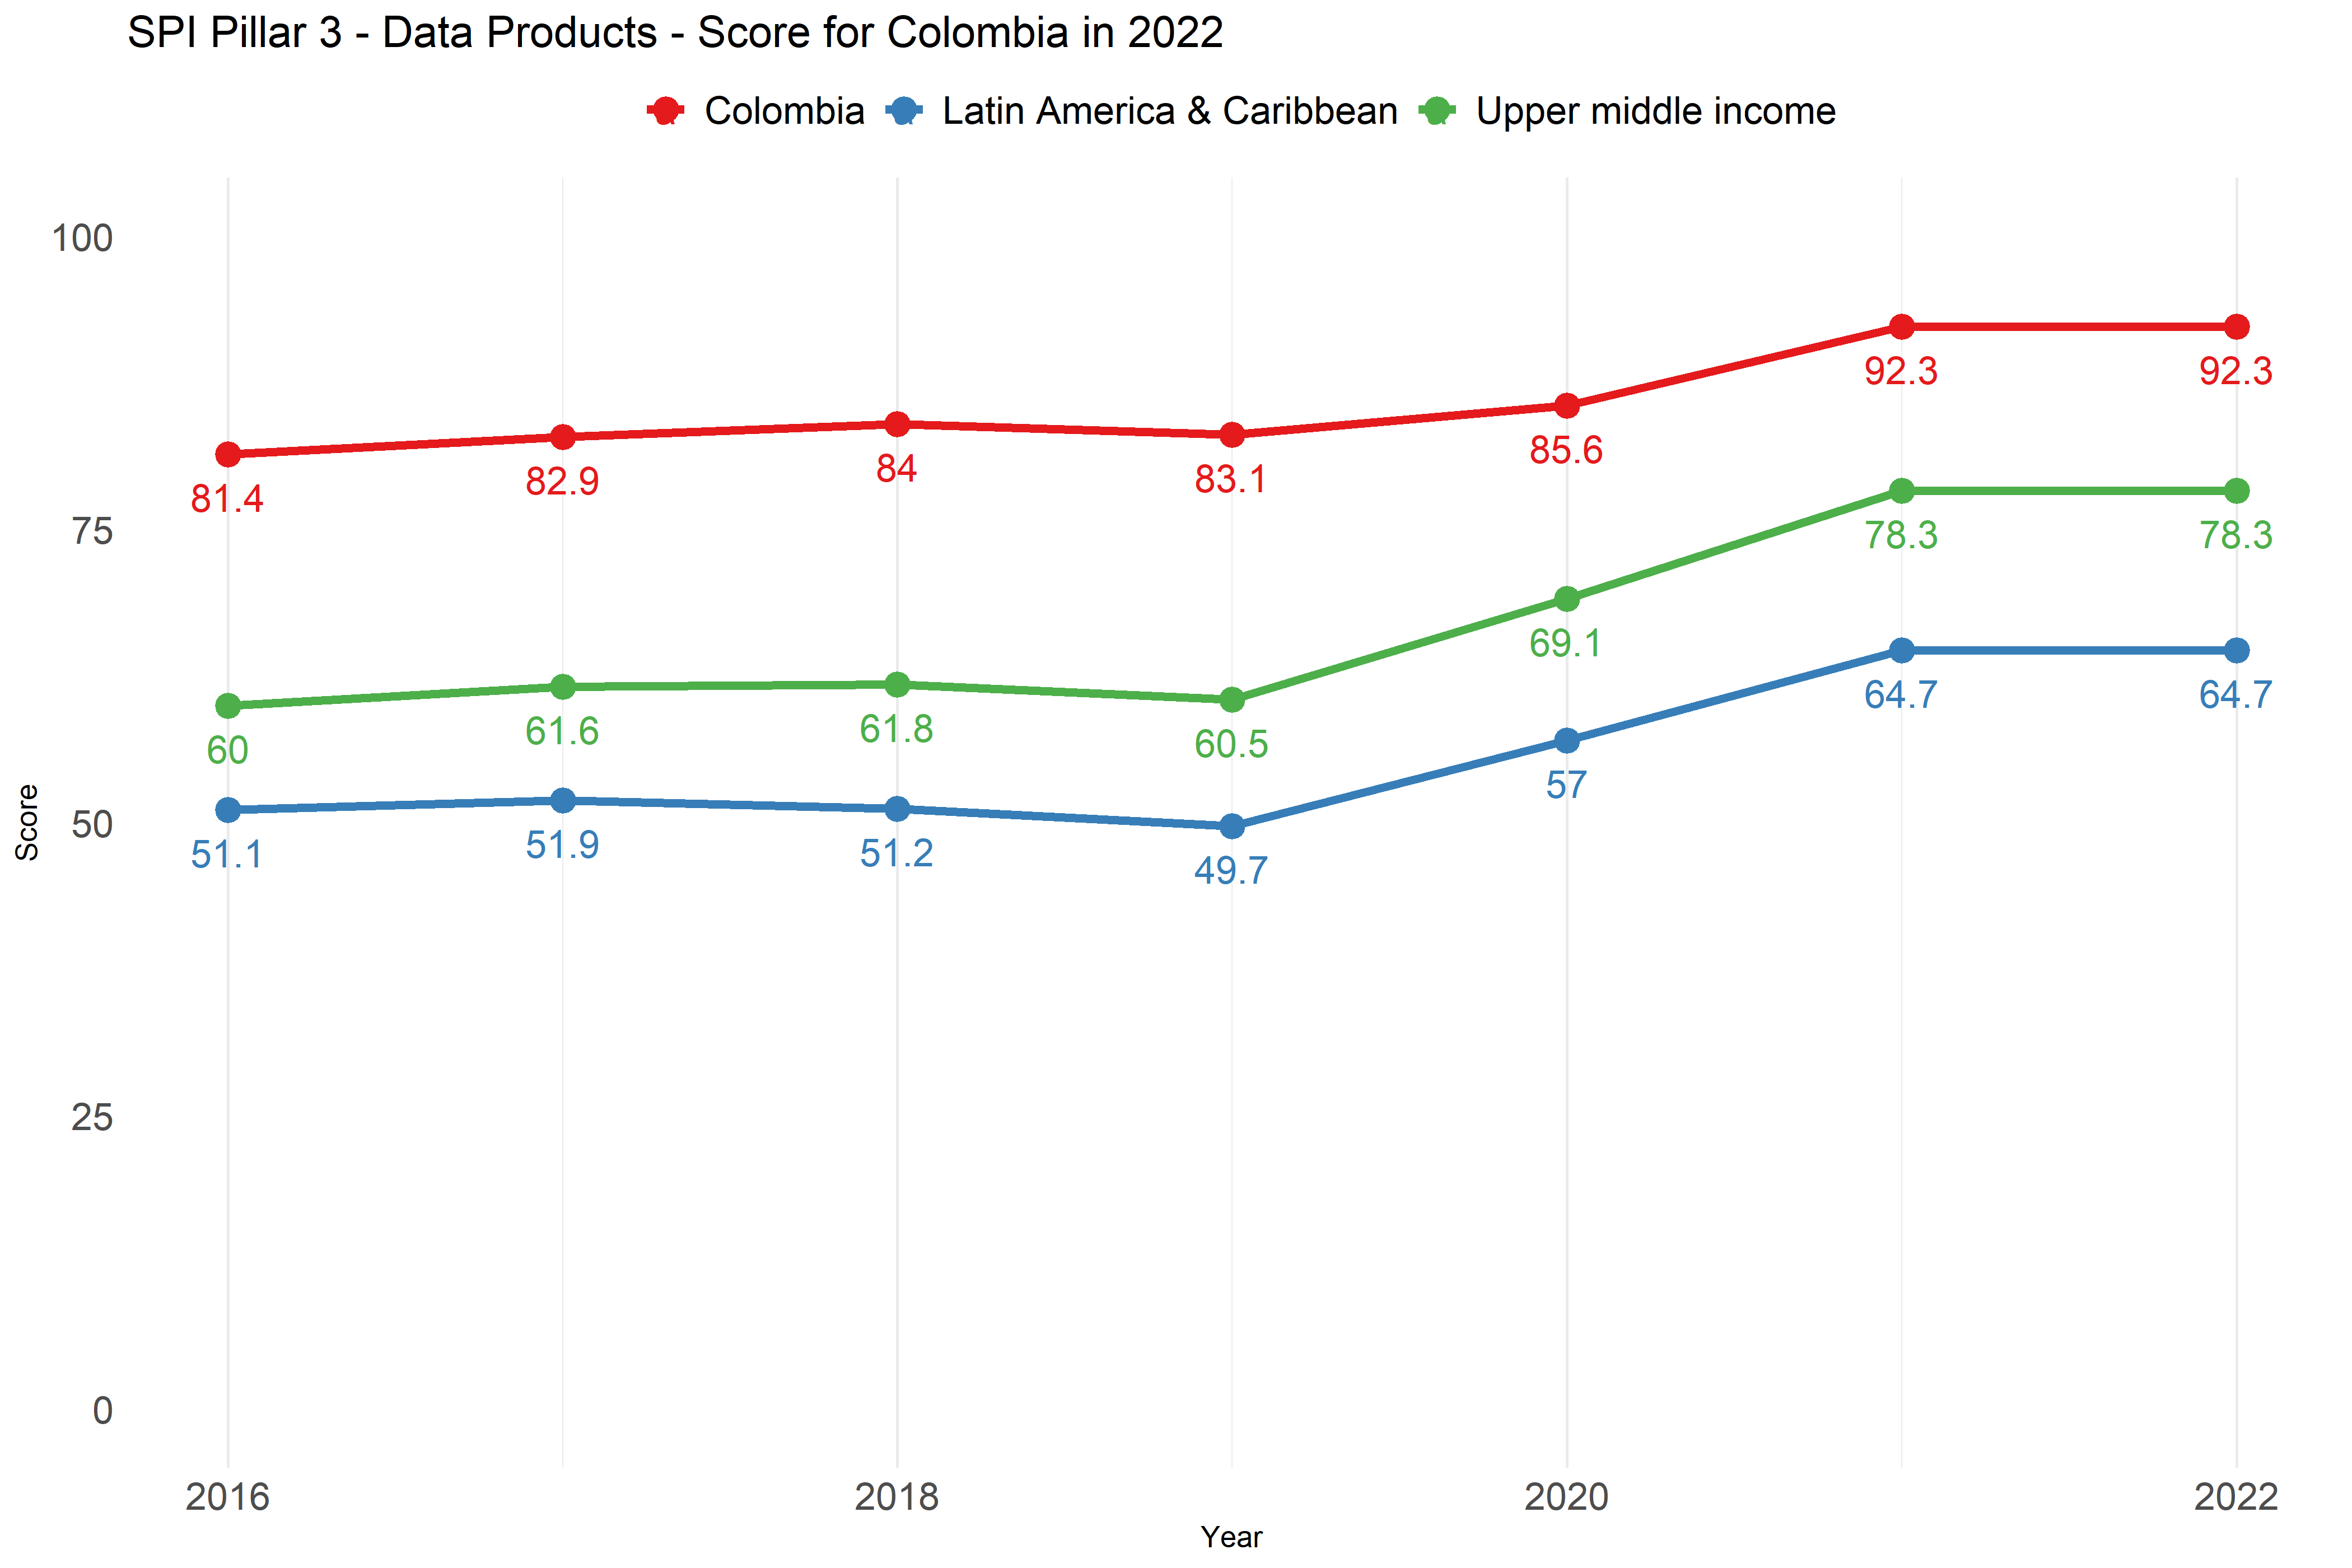 SPI Pillar 3 - Data Products - Score for Colombia in 2022
Colombia Latin America & Caribbean Upper middle income
100
92.3 92.3
85.6
81.4 82.9 84 83.1
75
78.3 78.3
69.1
60 61.6 61.8 60.5
64.7 64.7
57
Score
50
51.1 51.9 51.2 49.7
25
0
2016 2018 2020 2022
Year